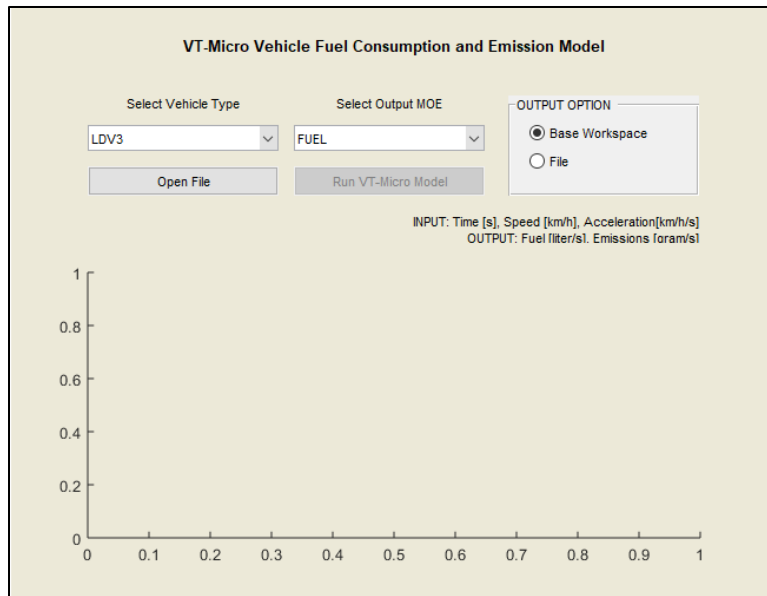 VT-Micro Vehicle Fuel Consumption and Emission Model
Select Vehicle Type
Select Output MOE
OUTPUT OPTION
LDV3
FUEL
Base Workspace
File
Open File
Run VT-Micro Model
INPUT: Time [s], Speed [km/h], Acceleration[km/h/s]
OUTPUT: Fuel [liter/s], Emissions [gram/s]
1
0.8
0.6
0.4
0.2
0
0 0.1 0.2 0.3 0.4 0.5 0.6 0.7 0.8 0.9 1